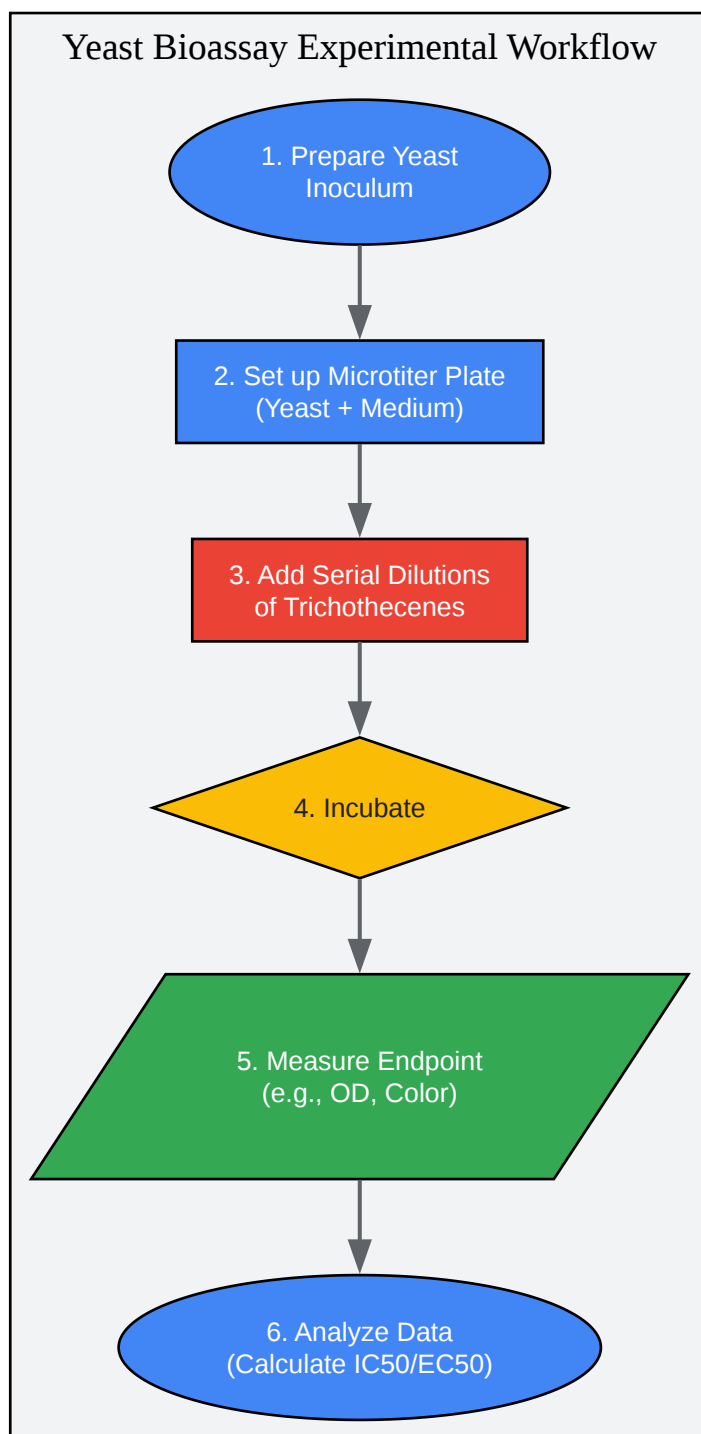 Yeast Bioassay Experimental Workflow
1. Prepare Yeast
Inoculum
2. Set up Microtiter Plate
(Yeast + Medium)
3. Add Serial Dilutions
of Trichothecenes
4. Incubate
5. Measure Endpoint
(e.g., OD, Color)
6. Analyze Data
(Calculate IC50/EC50)